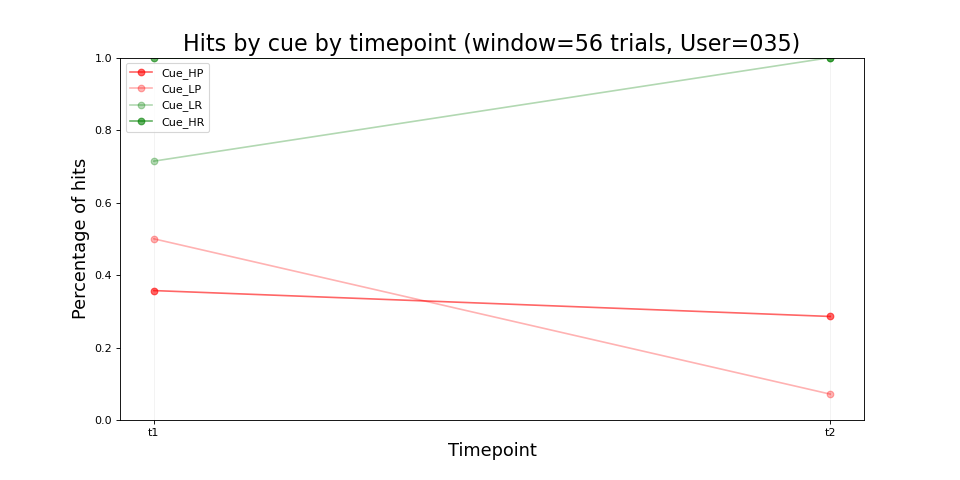 Hits by cue by timepoint (window=56 trials, User=035)
Percentage of hits
1.0
0.8
0.6
0.4
0.2
0.0
Cue_HP
Cue_LP
Cue_LR
Cue_HR
t1
t2
Timepoint